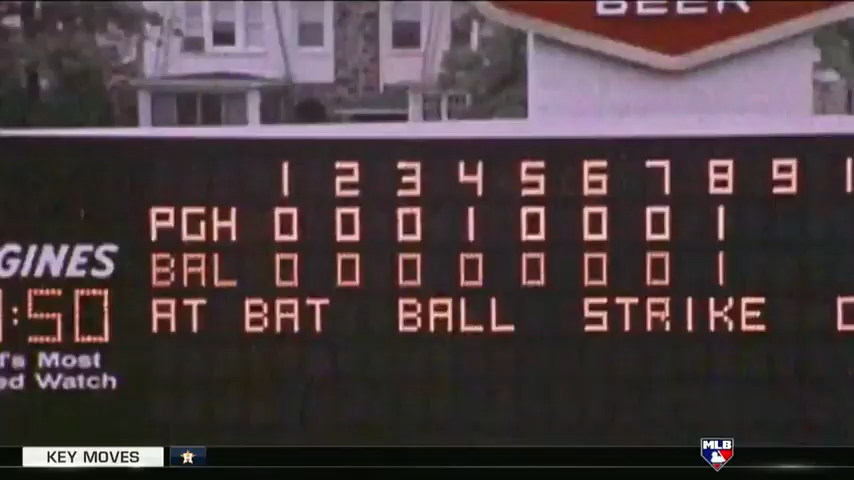 BEER
1 2 3 4 5 6 7 8 9 1
PGH 0 0 0 1 0 0 0 1
BAL 0 0 0 0 0 0 0 1
GINES
:50
AT BAT BALL STRIKE
's Most
ed Watch
KEY MOVES
MLB